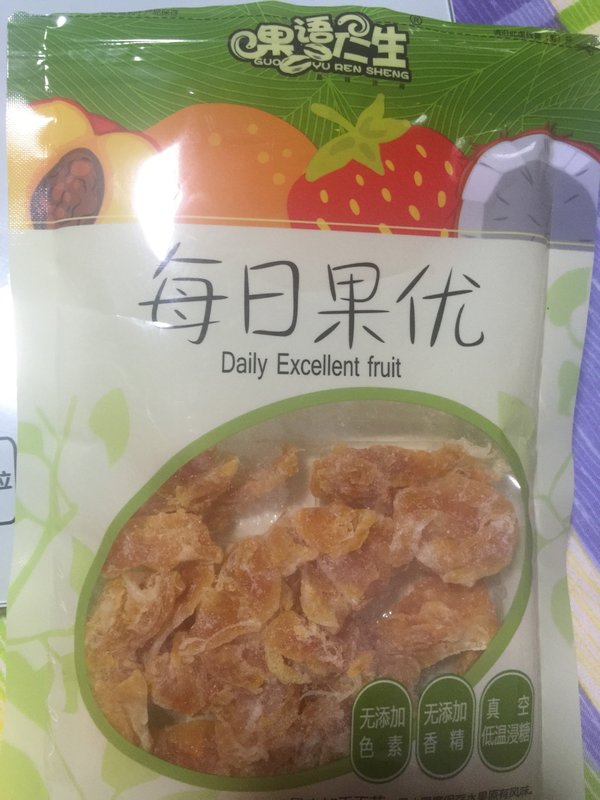 果语仁生®
GUO YU REN SHENG
每日果优
Daily Excellent fruit
无添加
色素
无添加
香精
真空
低温浸糖